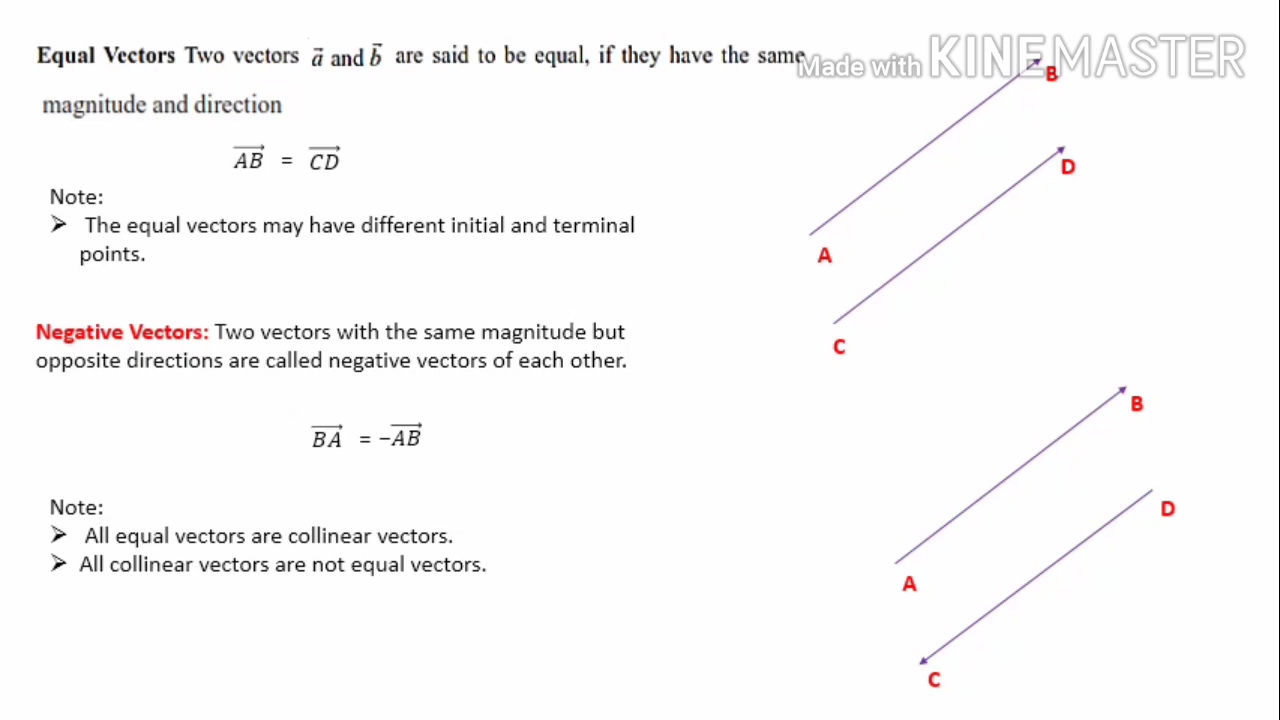 Equal Vectors Two vectors a⃗ and b⃗ are said to be equal, if they have the same
Made with KINEMASTER
magnitude and direction
B
AB⃗ = CD⃗
D
Note:
➢ The equal vectors may have different initial and terminal
points.
A
Negative Vectors: Two vectors with the same magnitude but
C
opposite directions are called negative vectors of each other.
B
BA⃗ = −AB⃗
Note:
D
➢ All equal vectors are collinear vectors.
➢ All collinear vectors are not equal vectors.
A
C